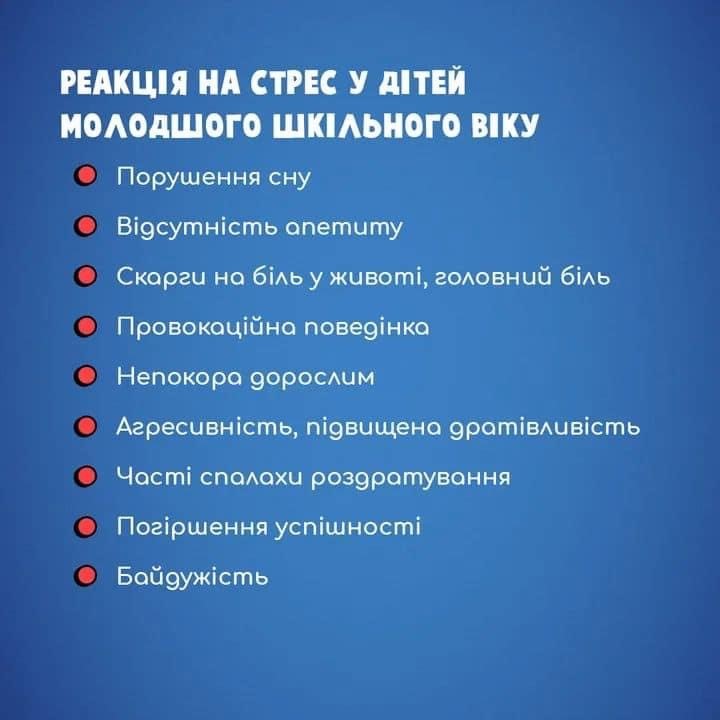 РЕАКЦІЯ НА СТРЕС У ДІТЕЙ
МОЛОДШОГО ШКІЛЬНОГО ВІКУ
Порушення сну
Відсутність апетиту
Скарги на біль у животі, головний біль
Провокаційна поведінка
Непокора дорослим
Агресивність, підвищена дратівливість
Часті спалахи роздратування
Погіршення успішності
Байдужість